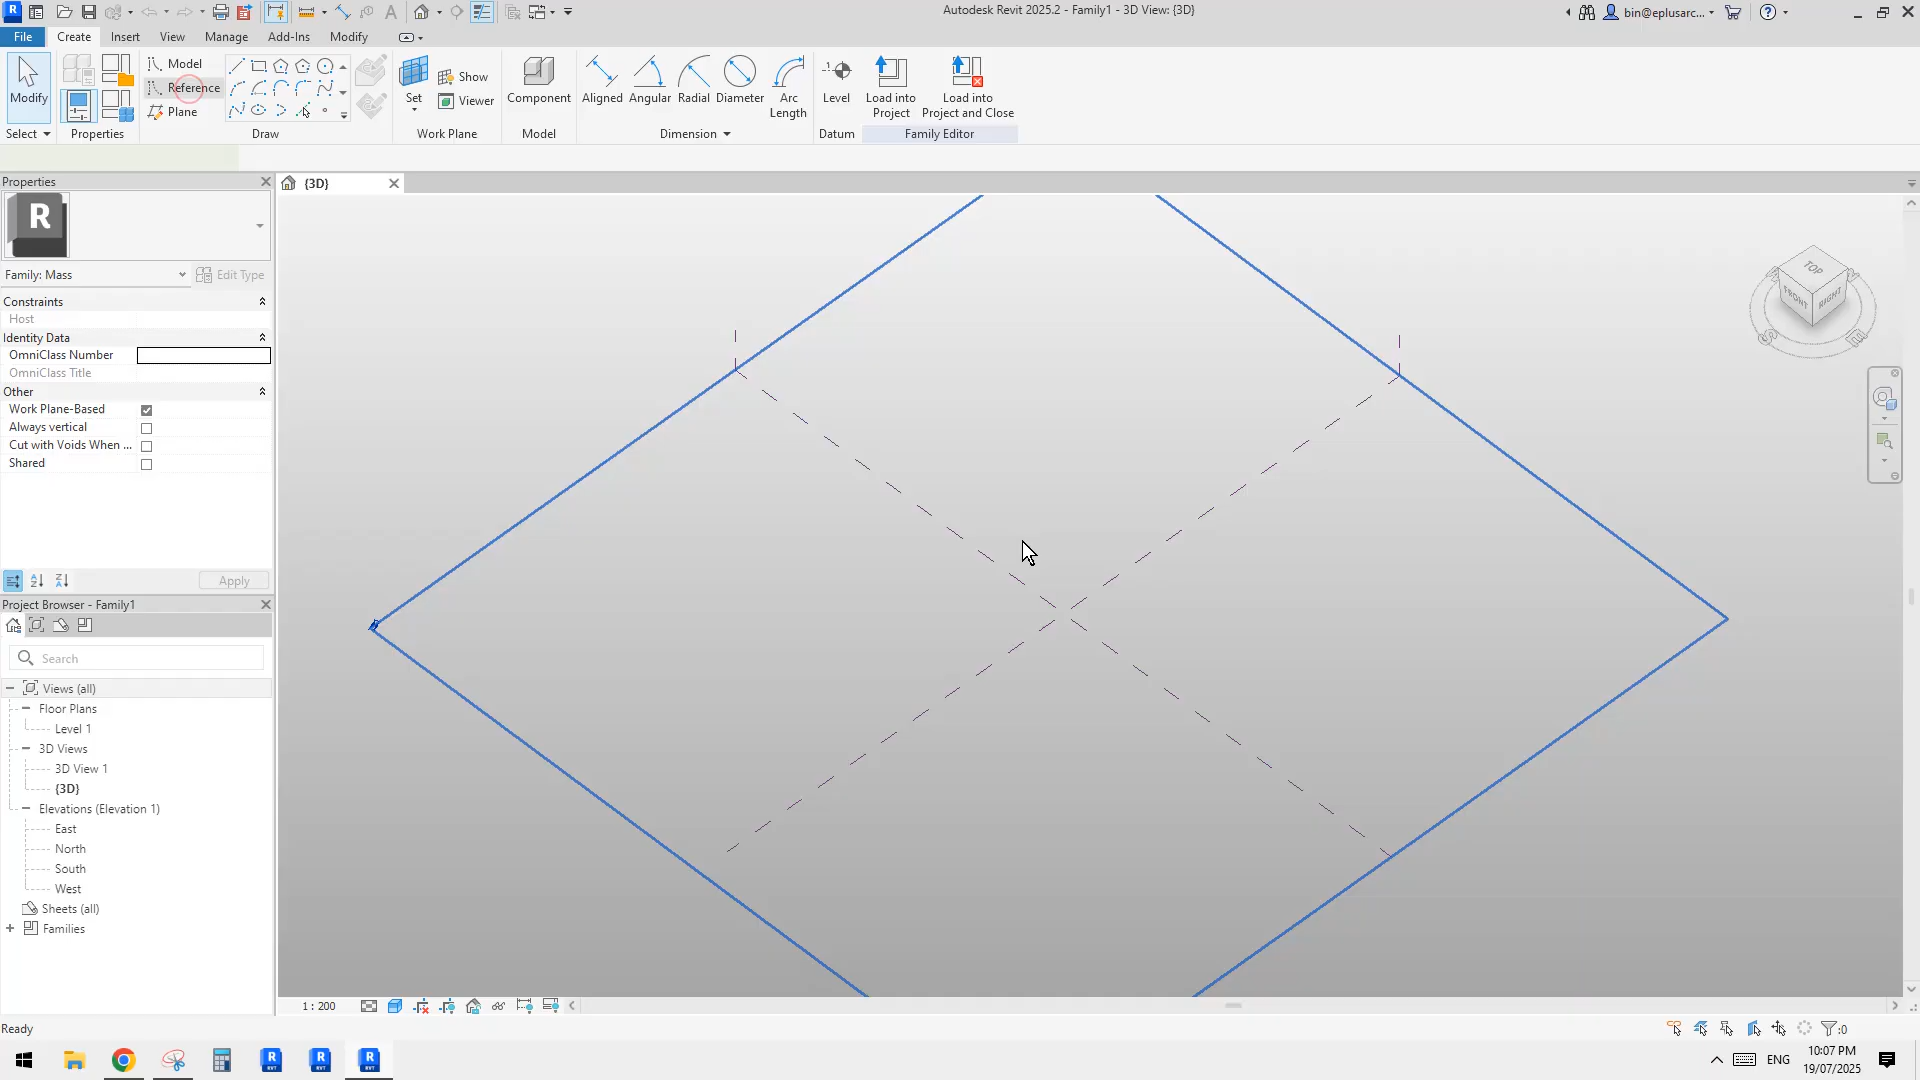 Autodesk Revit 2025.2 - Family1 - 3D View: {3D}
bin@eplusarc...
File
Create
Insert
View
Manage
Add-Ins
Modify
Modify
Select
Properties
Model
Reference
Plane
Draw
Set
Show
Viewer
Work Plane
Component
Model
Aligned
Angular
Radial
Diameter
Arc
Length
Dimension
Level
Datum
Load into
Project
Load into
Project and Close
Family Editor
Properties
{3D}
R
Family: Mass
Edit Type
Constraints
Host
Identity Data
OmniClass Number
OmniClass Title
Other
Work Plane-Based
Always vertical
Cut with Voids When ...
Shared
Apply
Project Browser - Family1
Search
Views (all)
Floor Plans
Level 1
3D Views
3D View 1
{3D}
Elevations (Elevation 1)
East
North
South
West
Sheets (all)
Families
TOP
FRONT
RIGHT
S
E
1 : 200
Ready
:0
ENG
10:07 PM
19/07/2025